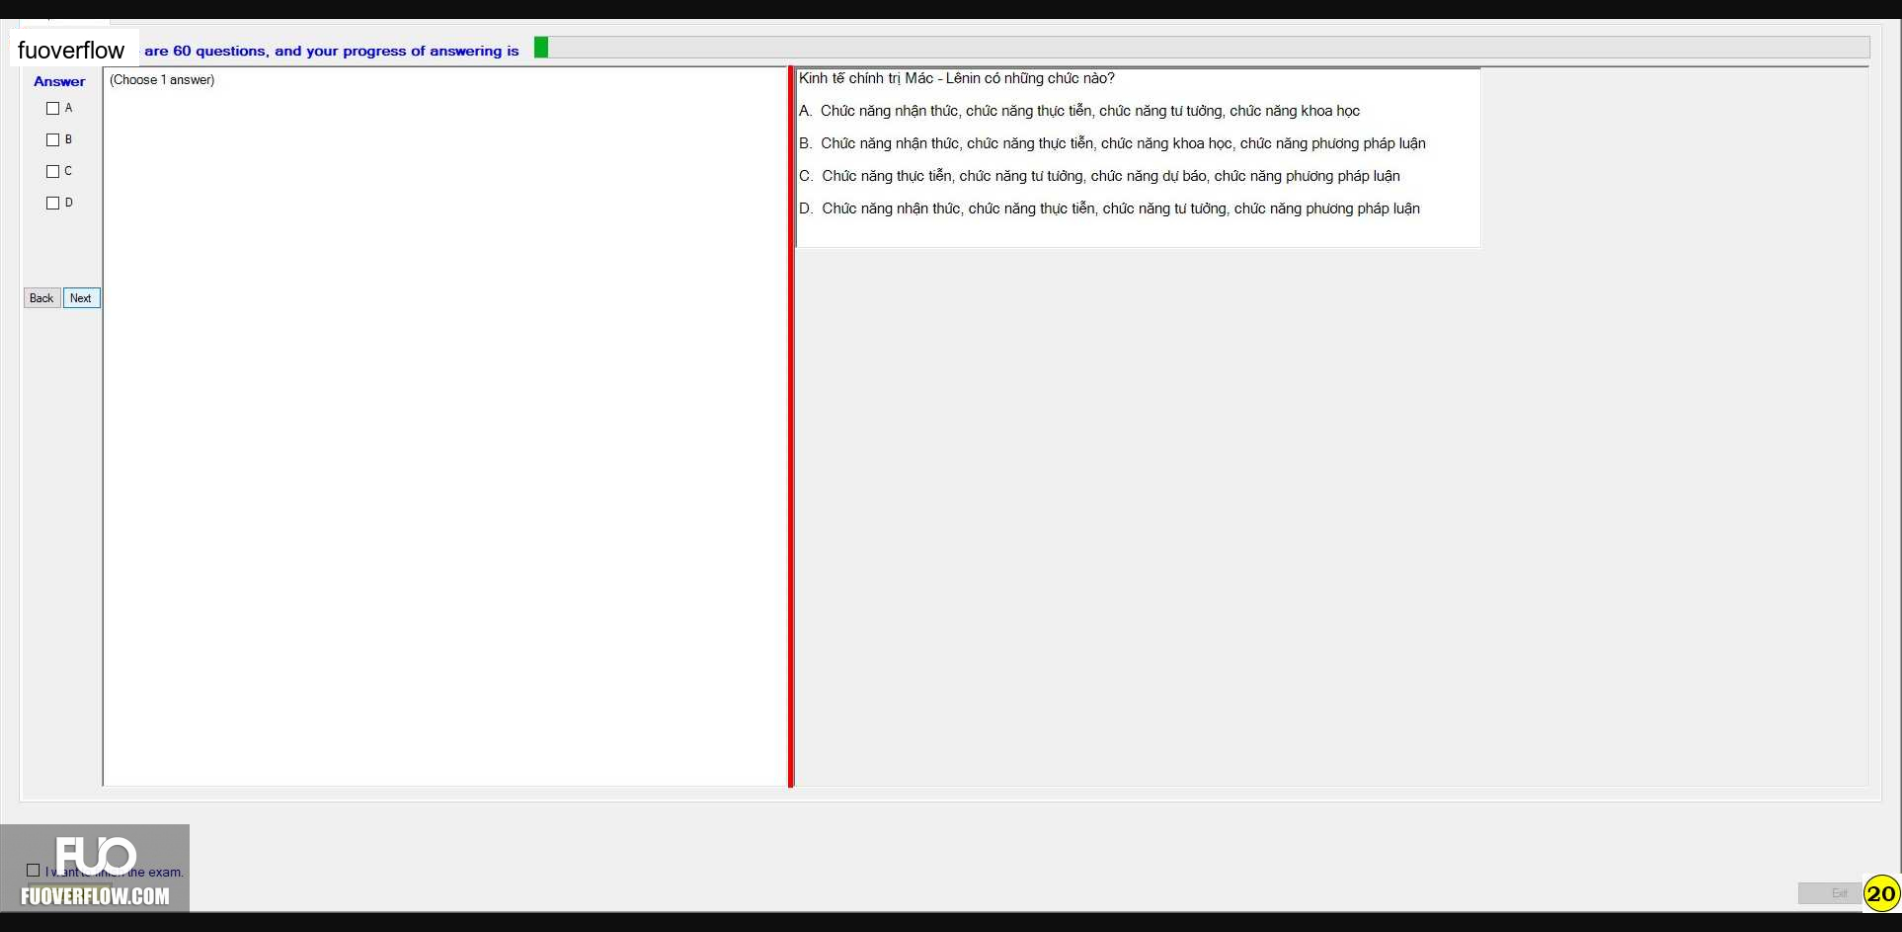 fuoverflow are 60 questions, and your progress of answering is
Answer
(Choose 1 answer)
A
B
C
D
Back Next
Kinh tế chính trị Mác - Lênin có những chức nào?
A. Chức năng nhận thức, chức năng thực tiễn, chức năng tư tưởng, chức năng khoa học
B. Chức năng nhận thức, chức năng thực tiễn, chức năng khoa học, chức năng phương pháp luận
C. Chức năng thực tiễn, chức năng tư tưởng, chức năng dự báo, chức năng phương pháp luận
D. Chức năng nhận thức, chức năng thực tiễn, chức năng tư tưởng, chức năng phương pháp luận
FUO
I want to finish the exam.
FUOVERFLOW.COM
Exit
20